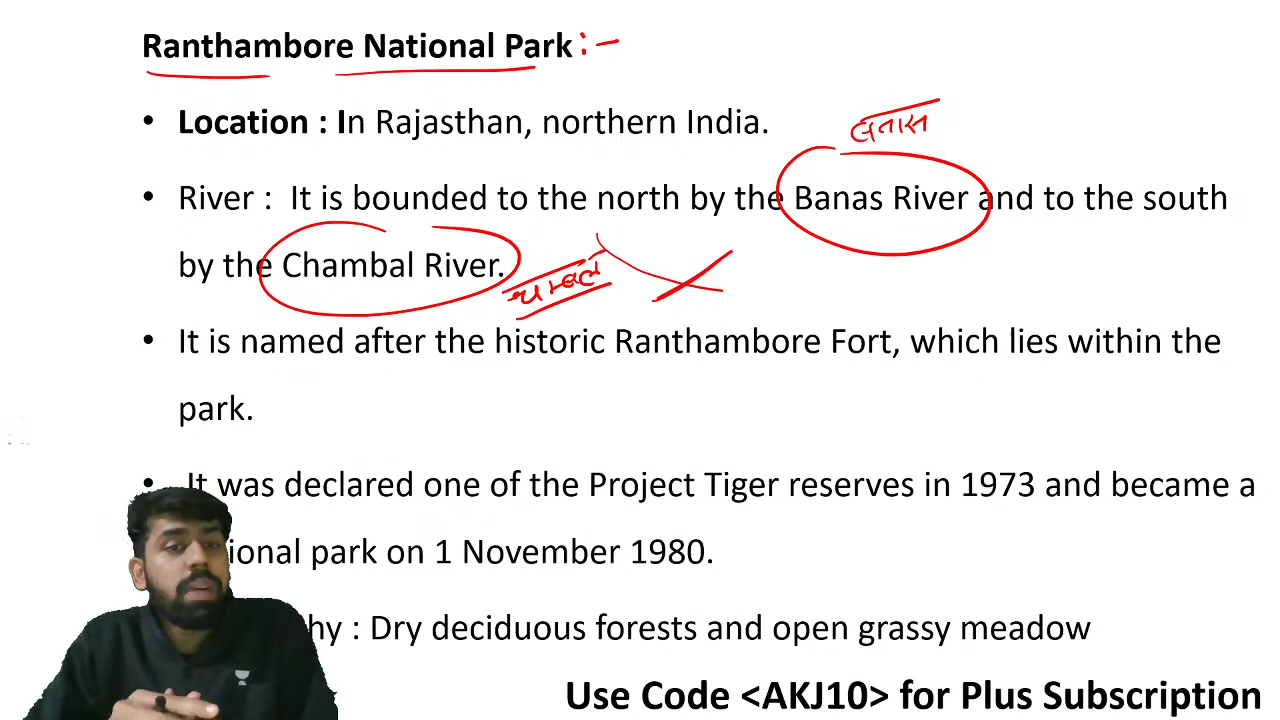 Ranthambore National Park :-
• Location : In Rajasthan, northern India.
बनास
• River : It is bounded to the north by the Banas River and to the south
by the Chambal River.
चम्बल
• It is named after the historic Ranthambore Fort, which lies within the
park.
• It was declared one of the Project Tiger reserves in 1973 and became a
ional park on 1 November 1980.
hy : Dry deciduous forests and open grassy meadow
Use Code <AKJ10> for Plus Subscription